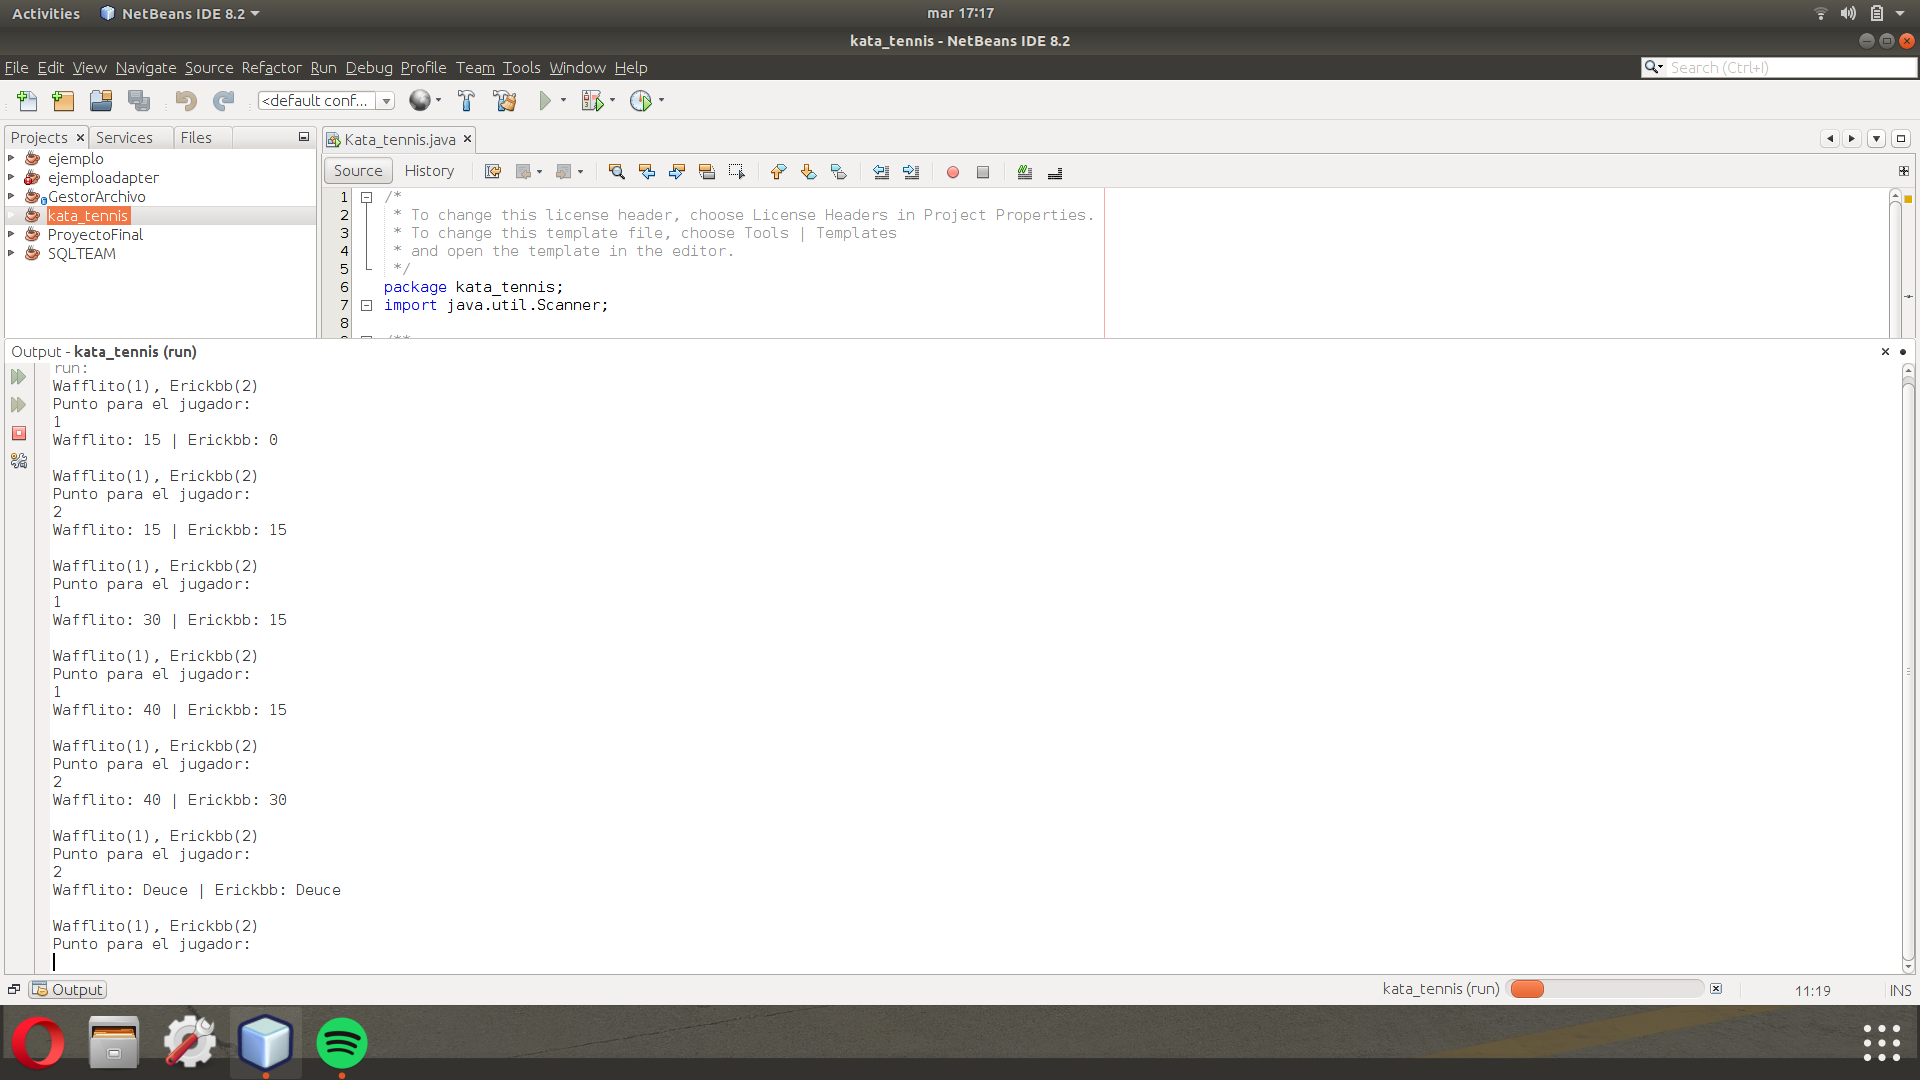 Activities NetBeans IDE 8.2 mar 17:17
kata_tennis - NetBeans IDE 8.2
File Edit View Navigate Source Refactor Run Debug Profile Team Tools Window Help Search (Ctrl+I)
<default conf...
Projects Services Files
Kata_tennis.java
ejemplo
ejemploadapter
GestorArchivo
kata_tennis
ProyectoFinal
SQLTEAM
Source History
1 /*
2 * To change this license header, choose License Headers in Project Properties.
3 * To change this template file, choose Tools | Templates
4 * and open the template in the editor.
5 */
6 package kata_tennis;
7 import java.util.Scanner;
8
Output - kata_tennis (run)
run:
Wafflito(1), Erickbb(2)
Punto para el jugador:
1
Wafflito: 15 | Erickbb: 0
Wafflito(1), Erickbb(2)
Punto para el jugador:
2
Wafflito: 15 | Erickbb: 15
Wafflito(1), Erickbb(2)
Punto para el jugador:
1
Wafflito: 30 | Erickbb: 15
Wafflito(1), Erickbb(2)
Punto para el jugador:
1
Wafflito: 40 | Erickbb: 15
Wafflito(1), Erickbb(2)
Punto para el jugador:
2
Wafflito: 40 | Erickbb: 30
Wafflito(1), Erickbb(2)
Punto para el jugador:
2
Wafflito: Deuce | Erickbb: Deuce
Wafflito(1), Erickbb(2)
Punto para el jugador:
Output kata_tennis (run) 11:19 INS